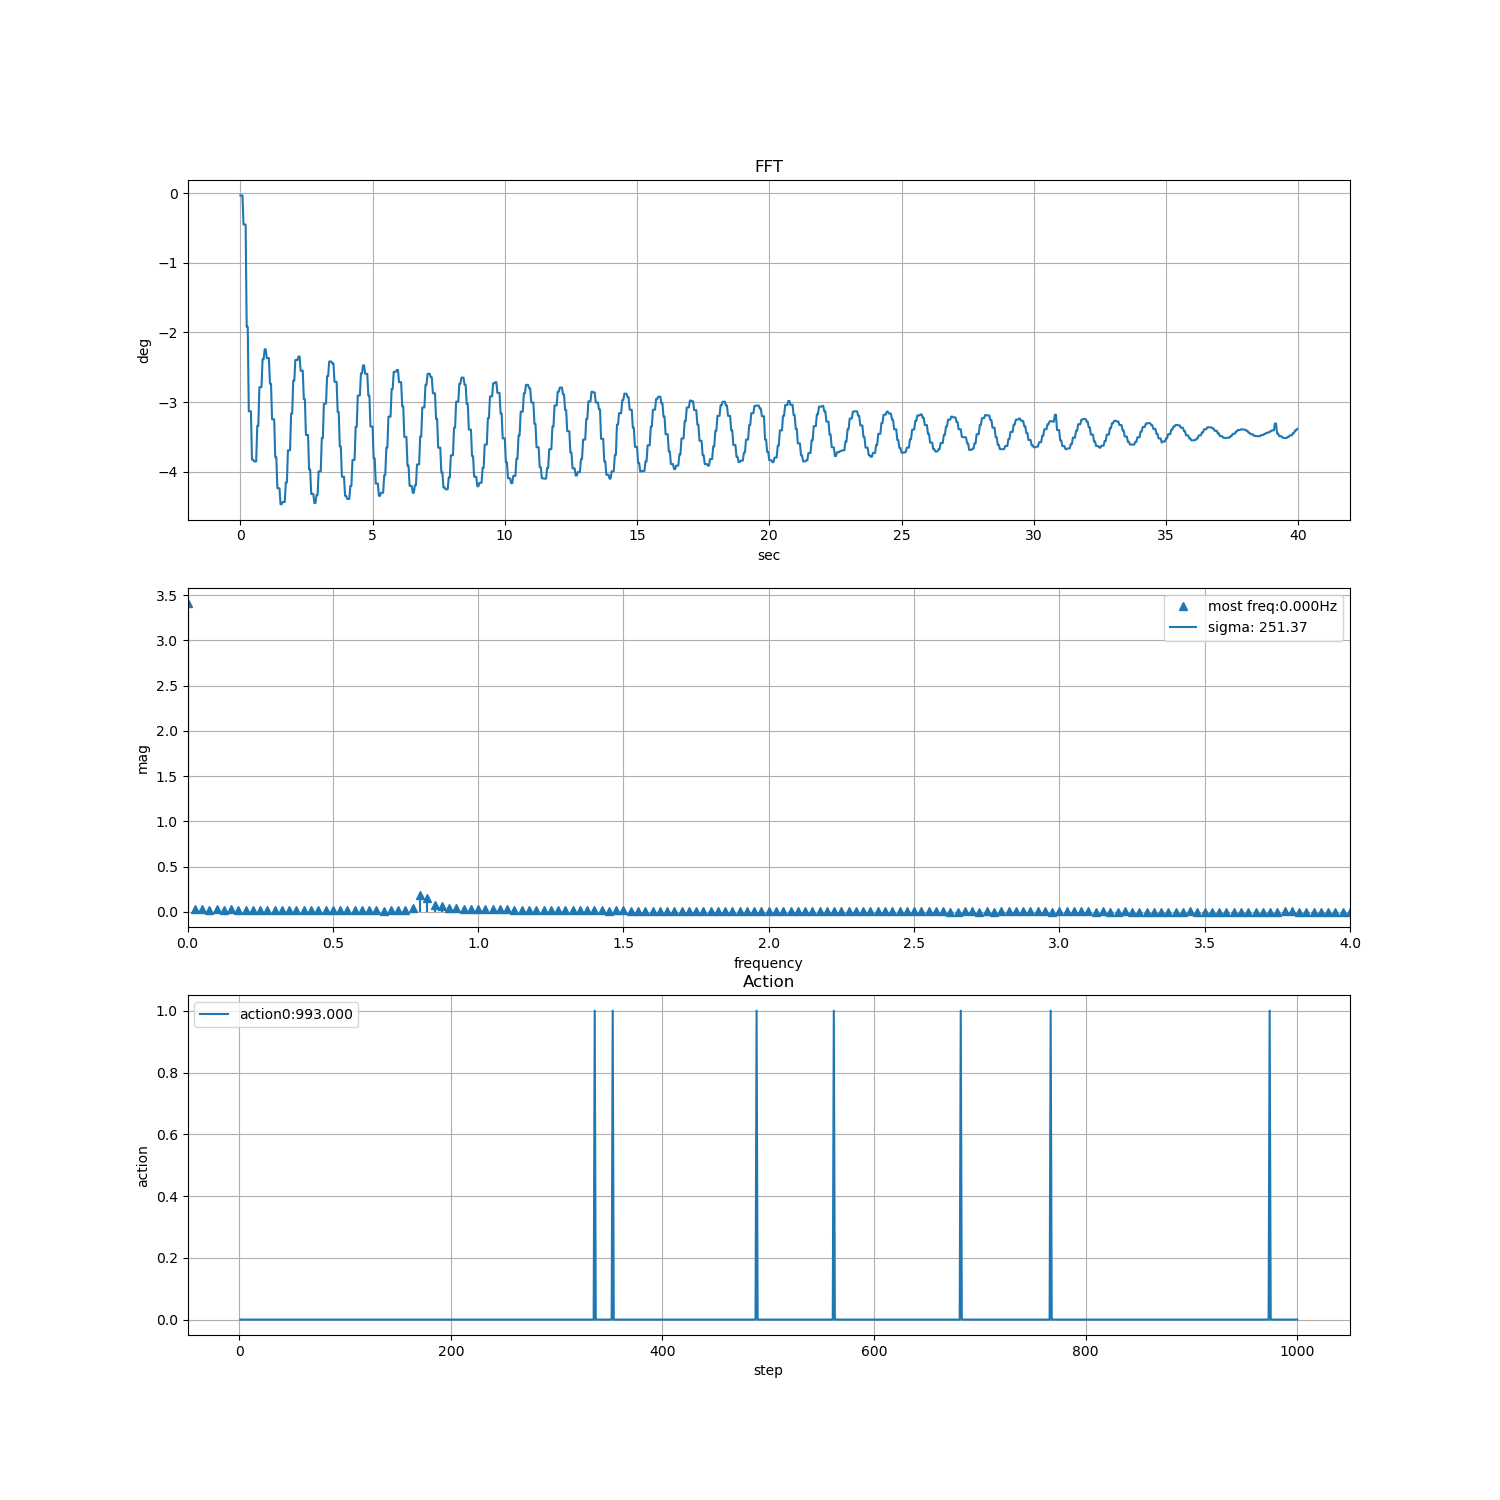 FFT
0
−1
−2
−3
−4
deg
0 5 10 15 20 25 30 35 40
sec
3.5
3.0
2.5
2.0
1.5
1.0
0.5
0.0
mag
most freq:0.000Hz
sigma: 251.37
0.0 0.5 1.0 1.5 2.0 2.5 3.0 3.5 4.0
frequency
Action
1.0
0.8
0.6
0.4
0.2
0.0
action
action0:993.000
0 200 400 600 800 1000
step